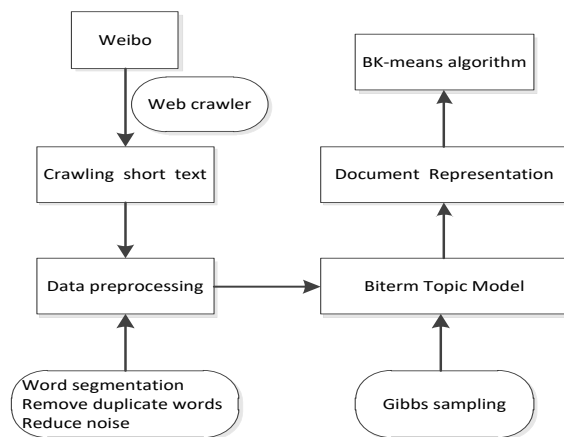 Weibo
Web crawler
Crawling short text
Data preprocessing
Word segmentation
Remove duplicate words
Reduce noise
BK-means algorithm
Document Representation
Biterm Topic Model
Gibbs sampling